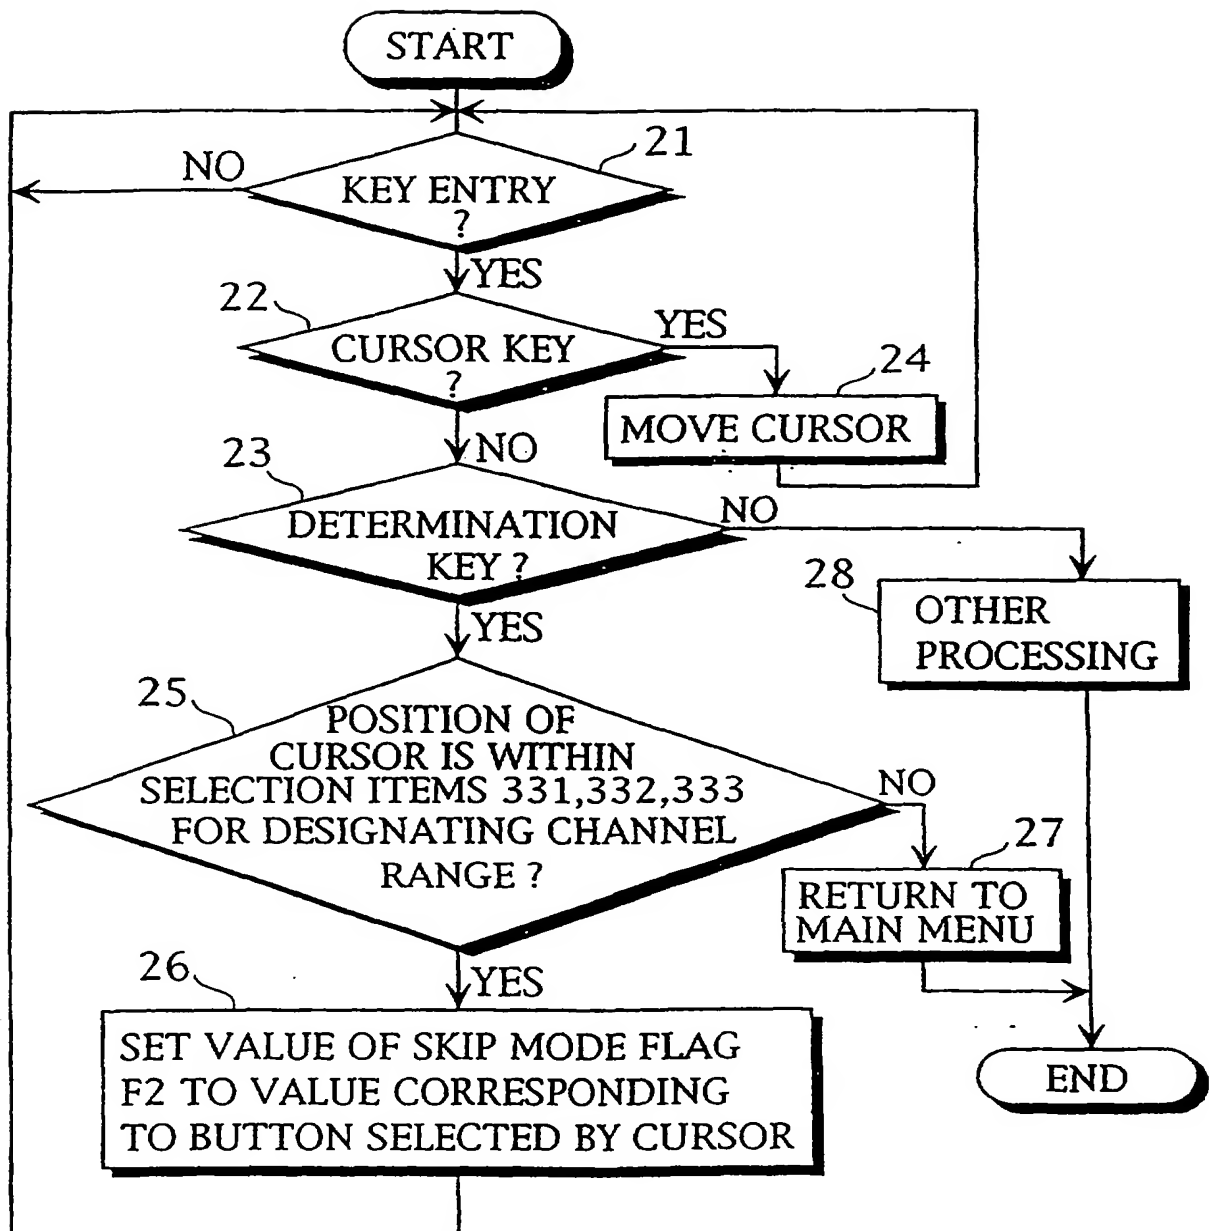 START
21
NO
KEY ENTRY
?
YES
22
YES
CURSOR KEY
?
24
MOVE CURSOR
NO
23
NO
DETERMINATION
KEY ?
28
OTHER
PROCESSING
YES
25
POSITION OF
CURSOR IS WITHIN
SELECTION ITEMS 331,332,333
FOR DESIGNATING CHANNEL
RANGE ?
NO
27
RETURN TO
MAIN MENU
YES
26
SET VALUE OF SKIP MODE FLAG
F2 TO VALUE CORRESPONDING
TO BUTTON SELECTED BY CURSOR
END